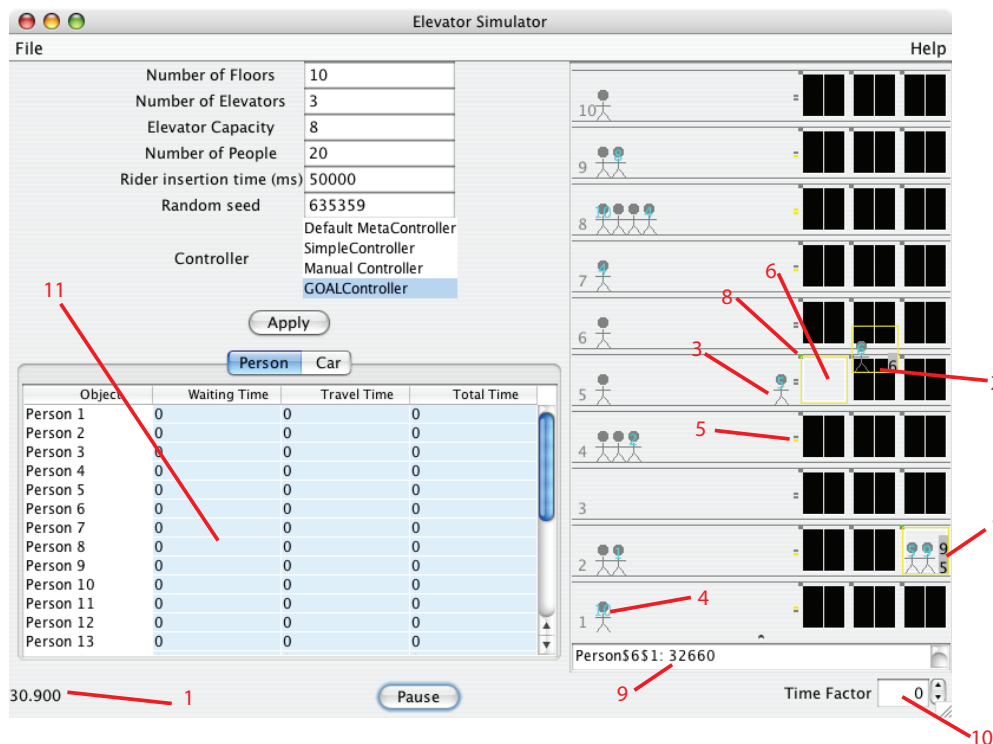 Elevator Simulator
File
Help
Number of Floors
10
Number of Elevators
3
Elevator Capacity
8
Number of People
20
Rider insertion time (ms)
50000
Random seed
635359
Controller
Default MetaController
SimpleController
Manual Controller
GOALController
Apply
Person
Car
Object
Waiting Time
Travel Time
Total Time
Person 1 0 0 0
Person 2 0 0 0
Person 3 0 0 0
Person 4 0 0 0
Person 5 0 0 0
Person 6 0 0 0
Person 7 0 0 0
Person 8 0 0 0
Person 9 0 0 0
Person 10 0 0 0
Person 11 0 0 0
Person 12 0 0 0
Person 13 0 0 0
30.900
Pause
10
9
8
7
6
6
5
4
3
2
9
5
1
Person$6$1: 32660
Time Factor
0
11
6
8
3
5
4
1
9
10